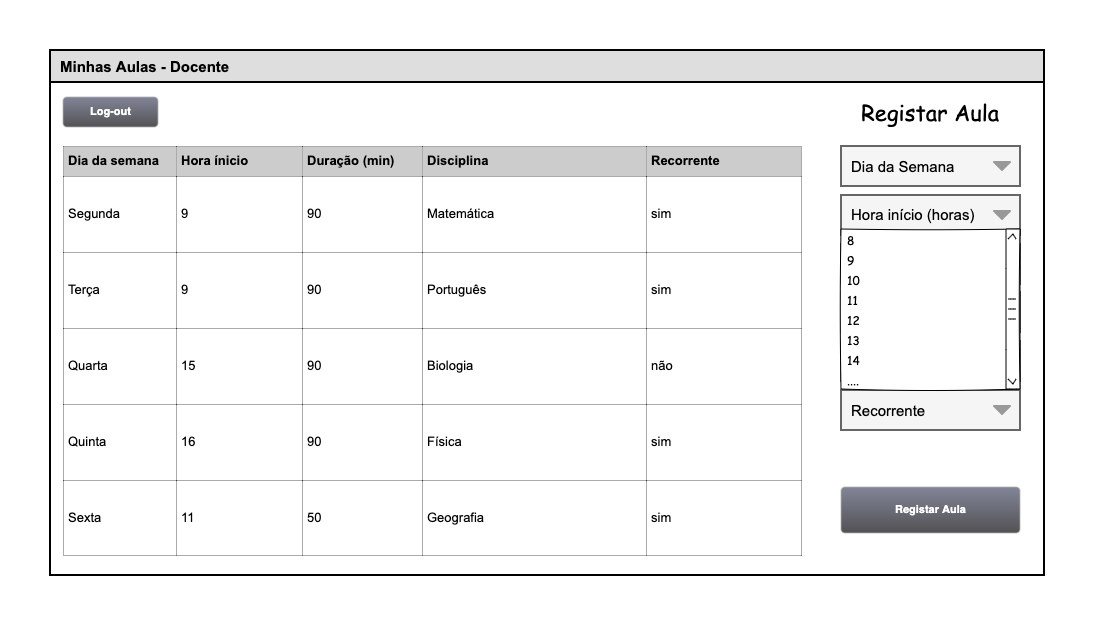 Minhas Aulas - Docente
Log-out
Registar Aula
Dia da semana Hora ínicio Duração (min) Disciplina Recorrente
Segunda 9 90 Matemática sim
Terça 9 90 Português sim
Quarta 15 90 Biologia não
Quinta 16 90 Física sim
Sexta 11 50 Geografia sim
Dia da Semana
Hora início (horas)
8
9
10
11
12
13
14
....
Recorrente
Registar Aula